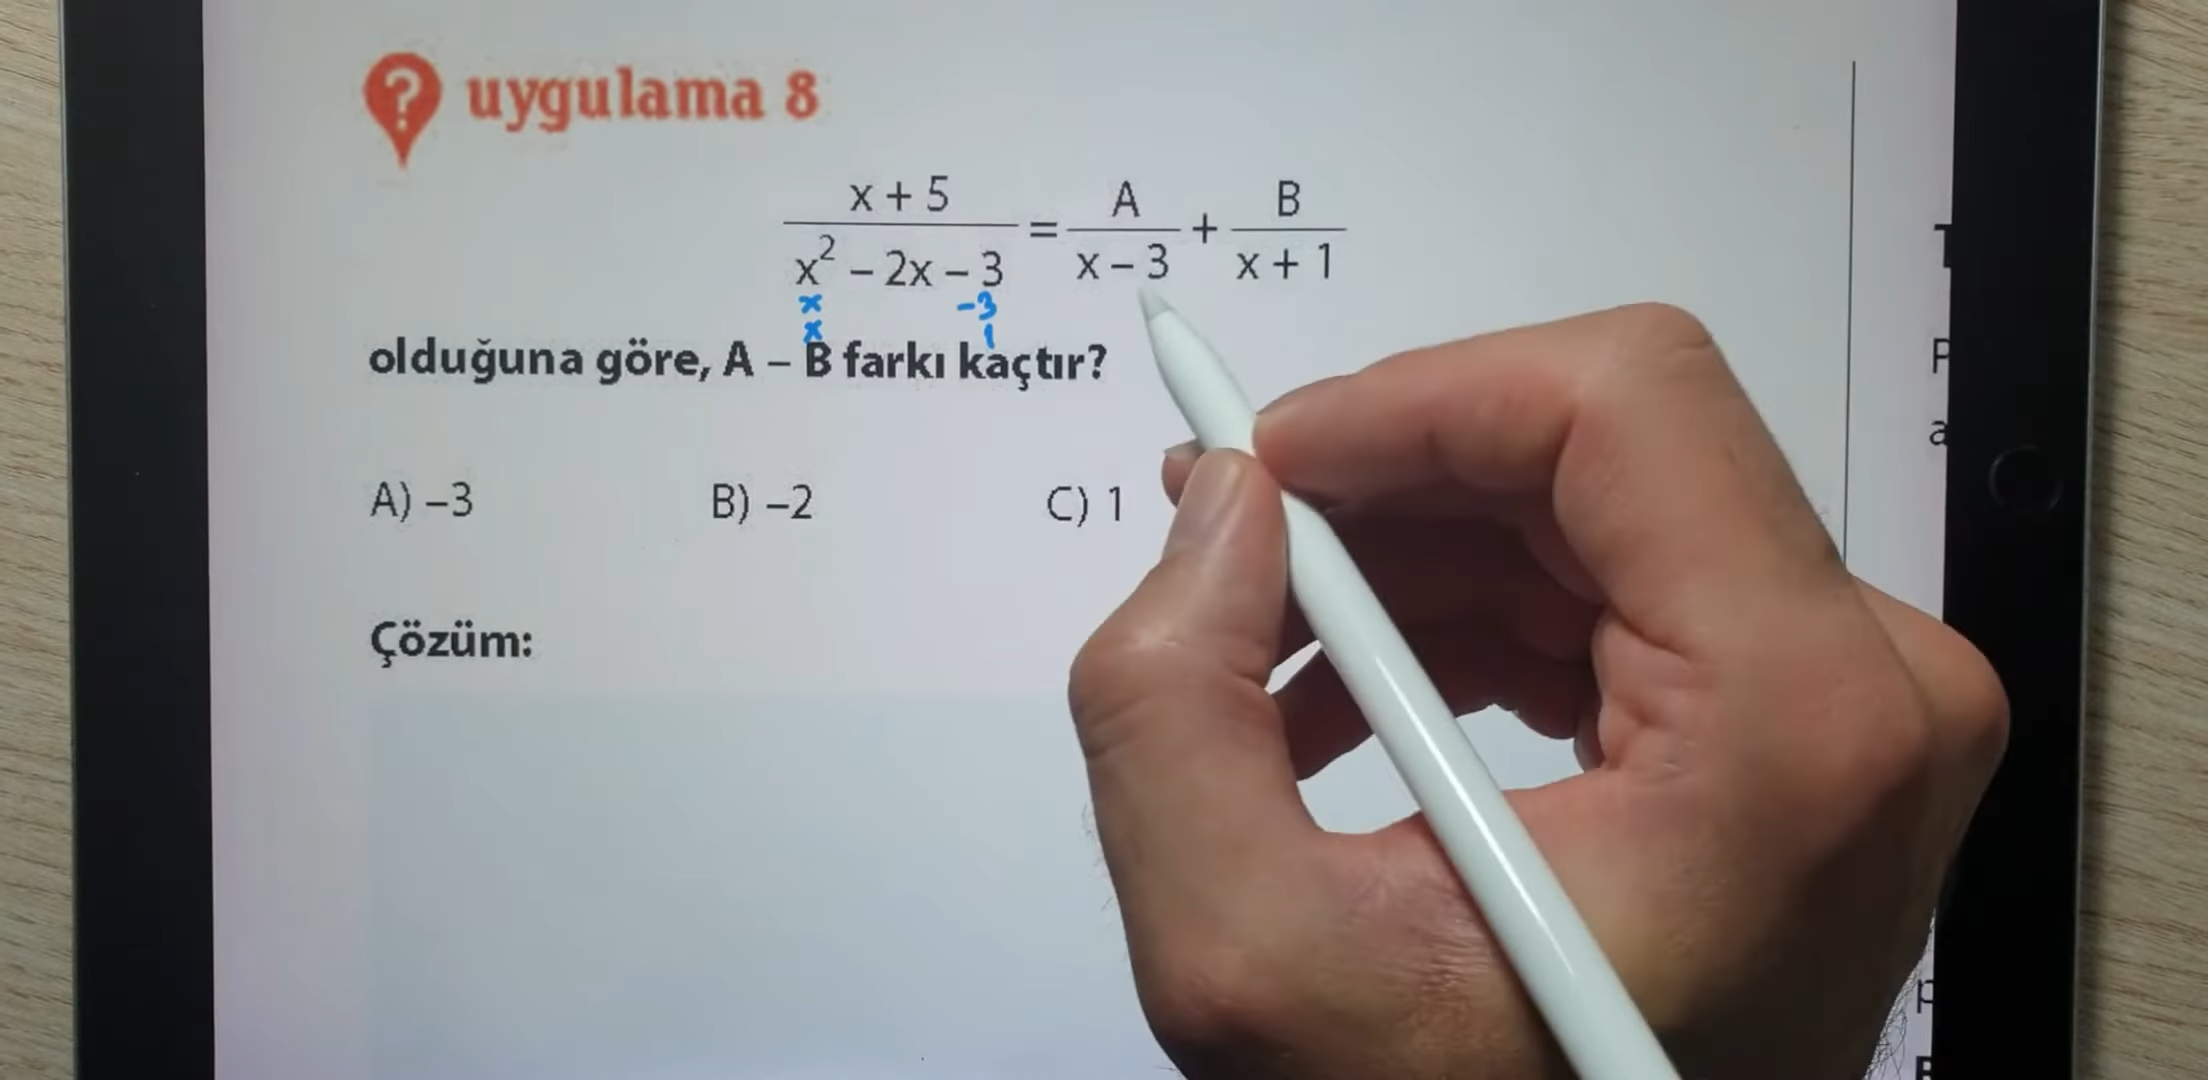 uygulama 8
x + 5 / x² – 2x – 3 = A / x – 3 + B / x + 1
x -3
x 1
olduğuna göre, A – B farkı kaçtır?
A) –3 B) –2 C) 1
Çözüm: